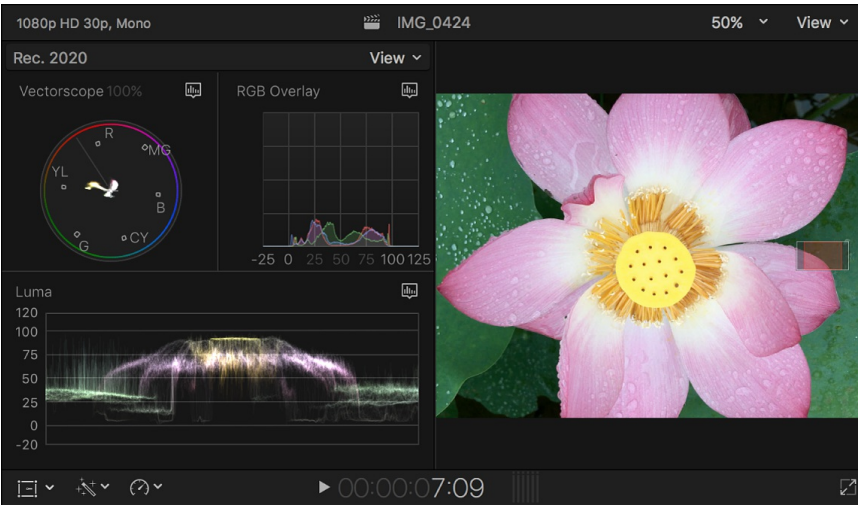 1080p HD 30p, Mono
IMG_0424
50%
View
Rec. 2020
View
Vectorscope 100%
RGB Overlay
R
MG
YL
B
G
CY
-25 0 25 50 75 100 125
Luma
120
100
75
50
25
0
-20
00:00:07:09